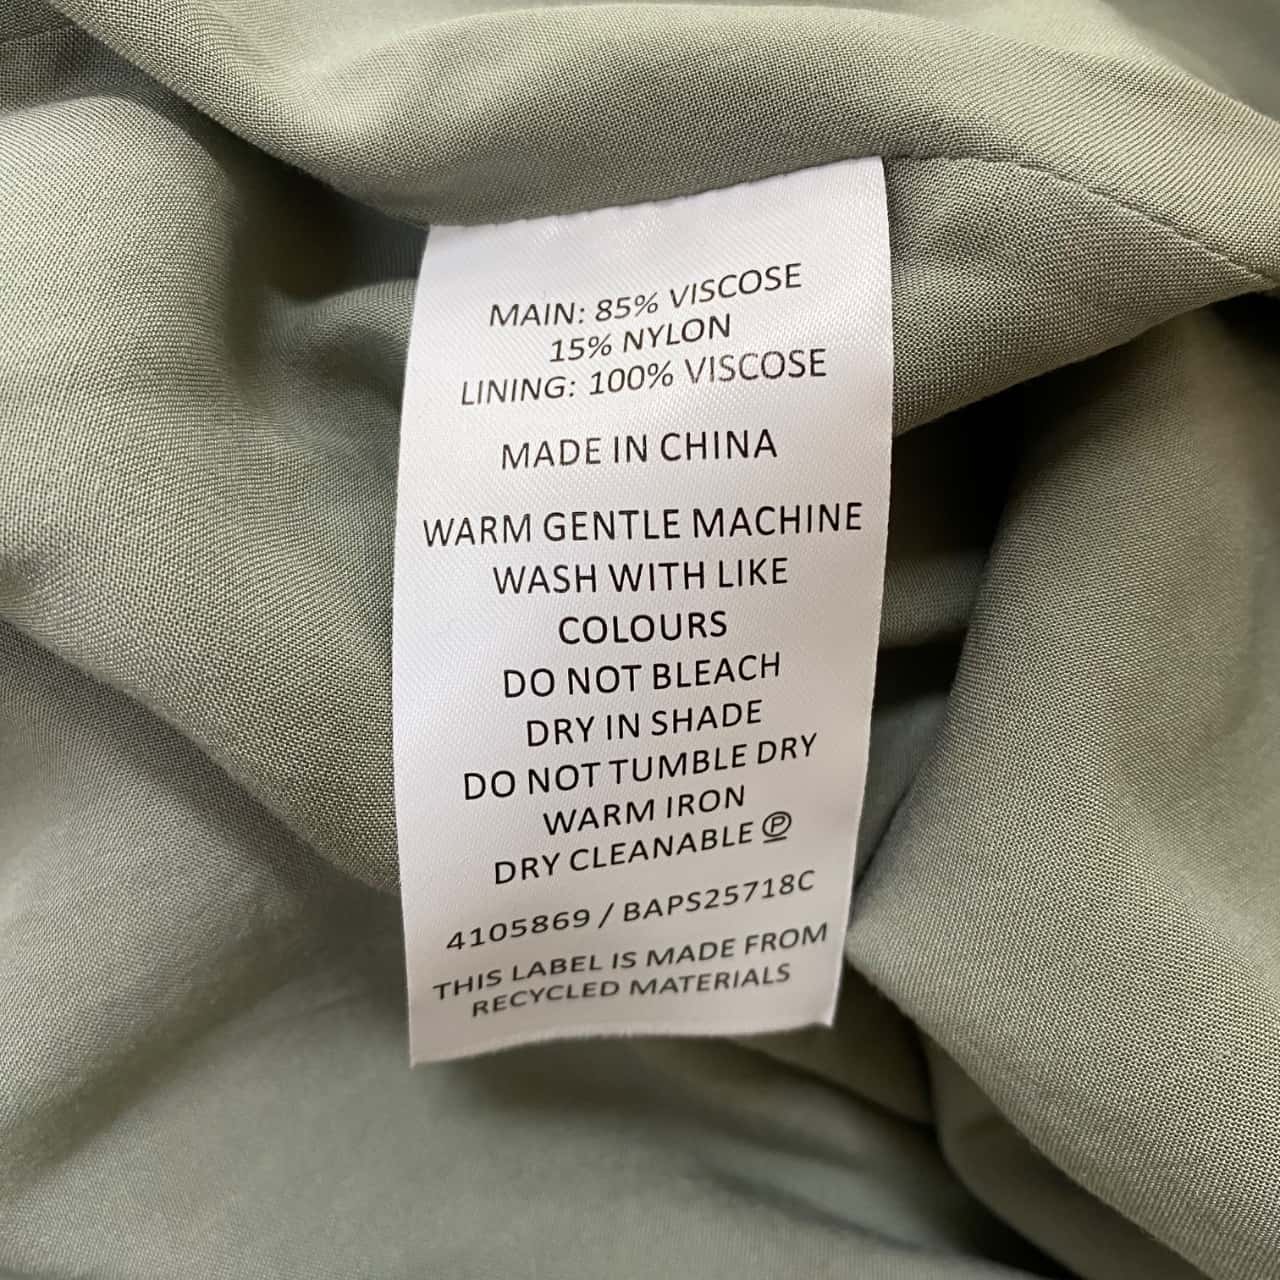 MAIN: 85% VISCOSE
15% NYLON
LINING: 100% VISCOSE
MADE IN CHINA
WARM GENTLE MACHINE
WASH WITH LIKE
COLOURS
DO NOT BLEACH
DRY IN SHADE
DO NOT TUMBLE DRY
WARM IRON
DRY CLEANABLE Ⓟ
4105869 / BAPS25718C
THIS LABEL IS MADE FROM
RECYCLED MATERIALS